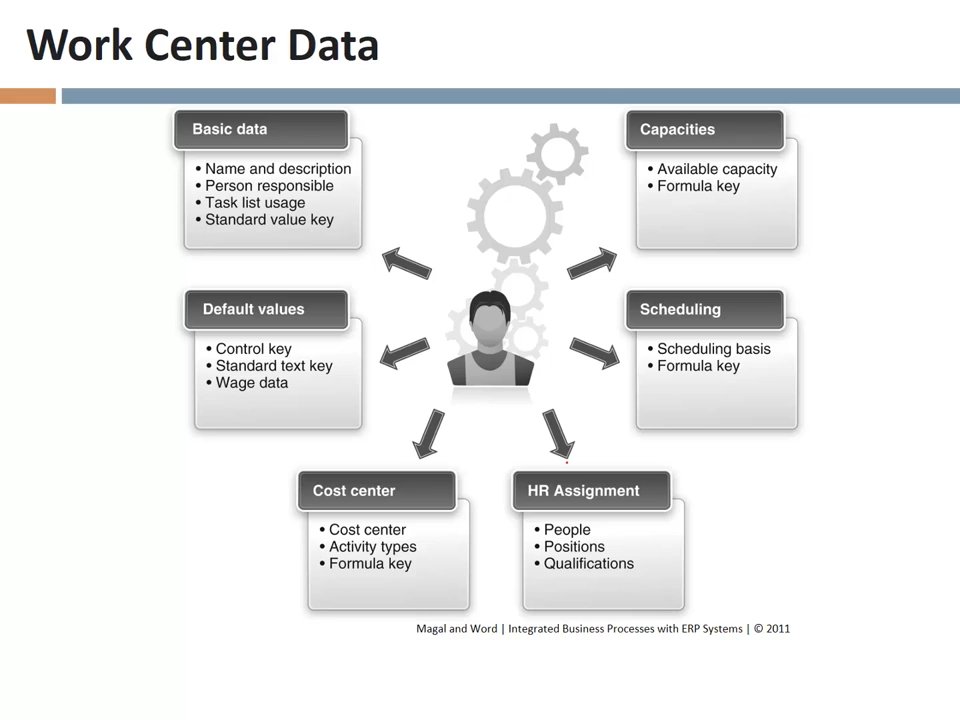 Work Center Data
Basic data
• Name and description
• Person responsible
• Task list usage
• Standard value key
Capacities
• Available capacity
• Formula key
Default values
• Control key
• Standard text key
• Wage data
Scheduling
• Scheduling basis
• Formula key
Cost center
• Cost center
• Activity types
• Formula key
HR Assignment
• People
• Positions
• Qualifications
Magal and Word | Integrated Business Processes with ERP Systems | © 2011